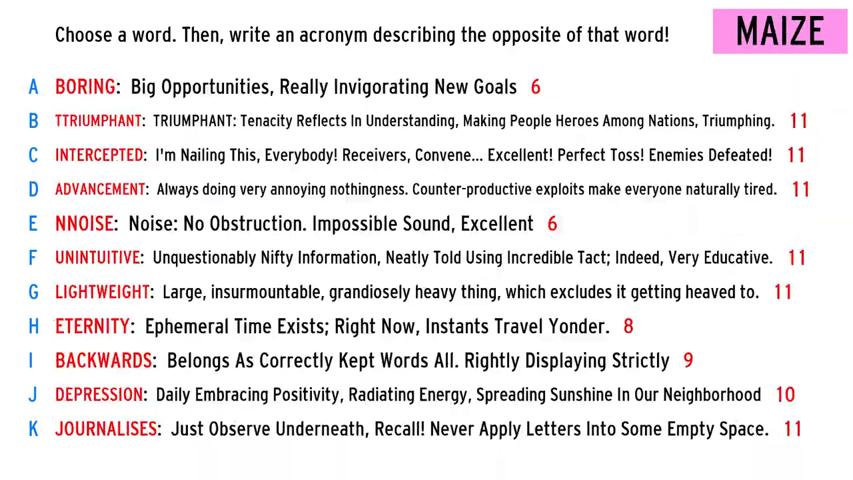 Choose a word. Then, write an acronym describing the opposite of that word!
MAIZE
A BORING: Big Opportunities, Really Invigorating New Goals 6
B TTRIUMPHANT: TRIUMPHANT: Tenacity Reflects In Understanding, Making People Heroes Among Nations, Triumphing. 11
C INTERCEPTED: I'm Nailing This, Everybody! Receivers, Convene... Excellent! Perfect Toss! Enemies Defeated! 11
D ADVANCEMENT: Always doing very annoying nothingness. Counter-productive exploits make everyone naturally tired. 11
E NNOISE: Noise: No Obstruction. Impossible Sound, Excellent 6
F UNINTUITIVE: Unquestionably Nifty Information, Neatly Told Using Incredible Tact; Indeed, Very Educative. 11
G LIGHTWEIGHT: Large, insurmountable, grandiosely heavy thing, which excludes it getting heaved to. 11
H ETERNITY: Ephemeral Time Exists; Right Now, Instants Travel Yonder. 8
I BACKWARDS: Belongs As Correctly Kept Words All. Rightly Displaying Strictly 9
J DEPRESSION: Daily Embracing Positivity, Radiating Energy, Spreading Sunshine In Our Neighborhood 10
K JOURNALISES: Just Observe Underneath, Recall! Never Apply Letters Into Some Empty Space. 11